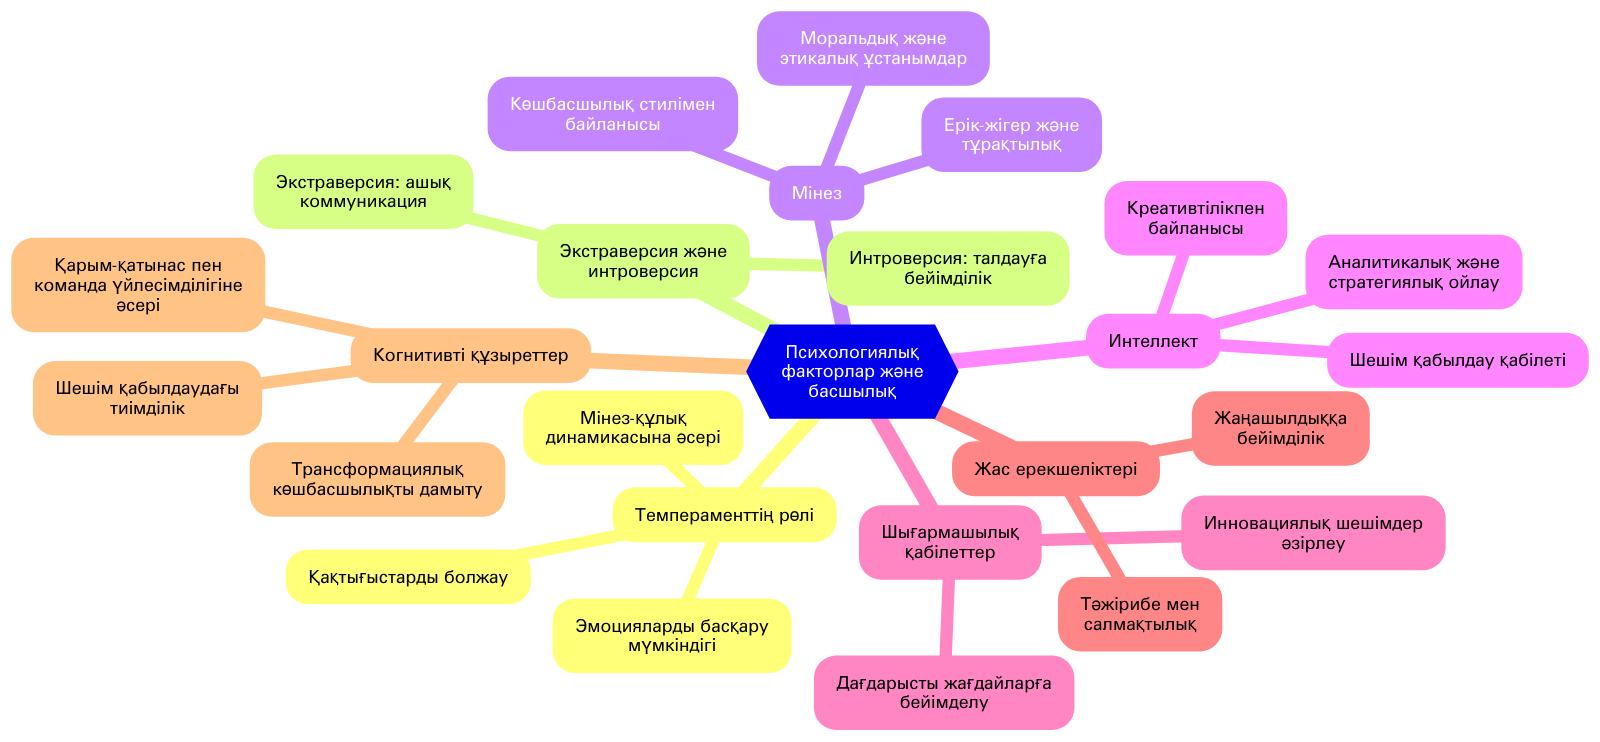 Моральдық және
этикалық ұстанымдар
Көшбасшылық стилімен
байланысы
Ерік-жігер және
тұрақтылық
Мінез
Экстраверсия: ашық
коммуникация
Экстраверсия және
интроверсия
Интроверсия: талдауға
бейімділік
Креативтілікпен
байланысы
Аналитикалық және
стратегиялық ойлау
Интеллект
Шешім қабылдау қабілеті
Қарым-қатынас пен
команда үйлесімділігіне
әсері
Когнитивті құзыреттер
Шешім қабылдаудағы
тиімділік
Трансформациялық
көшбасшылықты дамыту
Психологиялық
факторлар және
басшылық
Мінез-құлық
динамикасына әсері
Темпераменттің рөлі
Қақтығыстарды болжау
Эмоцияларды басқару
мүмкіндігі
Жаңашылдыққа
бейімділік
Жас ерекшеліктері
Тәжірибе мен
салмақтылық
Шығармашылық
қабілеттер
Инновациялық шешімдер
әзірлеу
Дағдарысты жағдайларға
бейімделу